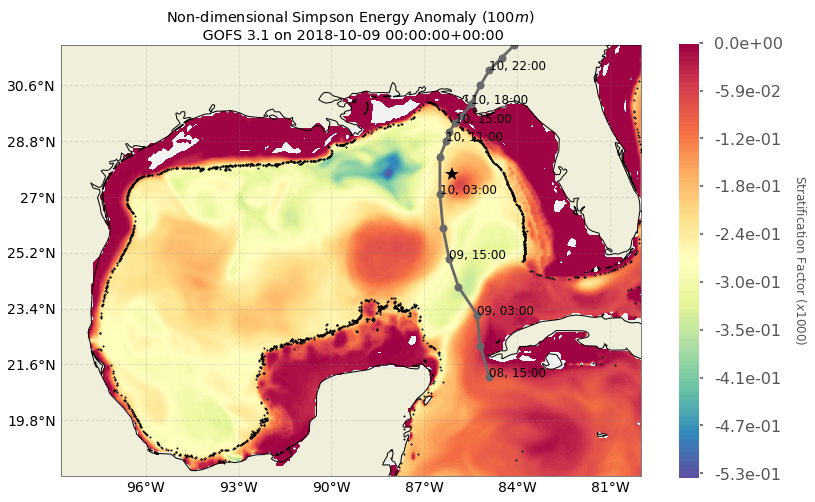 Non-dimensional Simpson Energy Anomaly (100m)
GOFS 3.1 on 2018-10-09 00:00:00+00:00
30.6°N
28.8°N
27°N
25.2°N
23.4°N
21.6°N
19.8°N
96°W
93°W
90°W
87°W
84°W
81°W
10, 22:00
10, 18:00
10, 15:00
10, 11:00
10, 03:00
09, 15:00
09, 03:00
08, 15:00
0.0e+00
-5.9e-02
-1.2e-01
-1.8e-01
-2.4e-01
-3.0e-01
-3.5e-01
-4.1e-01
-4.7e-01
-5.3e-01
Stratification Factor (x1000)